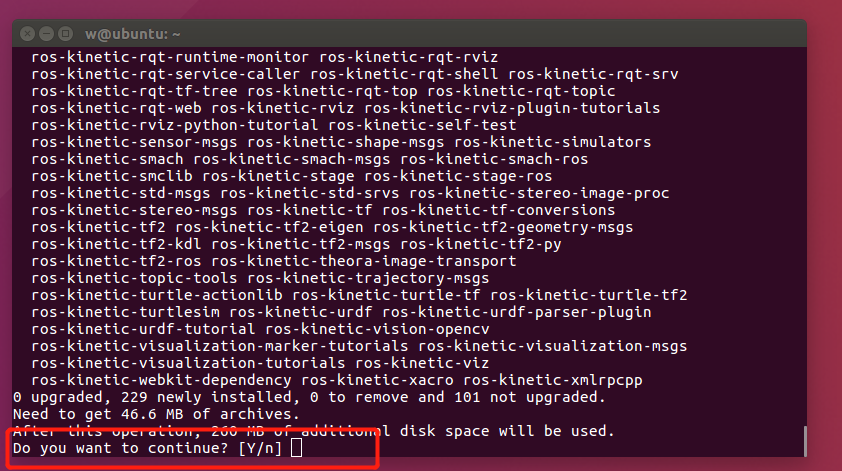 w@ubuntu: ~
ros-kinetic-rqt-runtime-monitor ros-kinetic-rqt-rviz
ros-kinetic-rqt-service-caller ros-kinetic-rqt-shell ros-kinetic-rqt-srv
ros-kinetic-rqt-tf-tree ros-kinetic-rqt-top ros-kinetic-rqt-topic
ros-kinetic-rqt-web ros-kinetic-rviz ros-kinetic-rviz-plugin-tutorials
ros-kinetic-rviz-python-tutorial ros-kinetic-self-test
ros-kinetic-sensor-msgs ros-kinetic-shape-msgs ros-kinetic-simulators
ros-kinetic-smach ros-kinetic-smach-msgs ros-kinetic-smach-ros
ros-kinetic-smclib ros-kinetic-stage ros-kinetic-stage-ros
ros-kinetic-std-msgs ros-kinetic-std-srvs ros-kinetic-stereo-image-proc
ros-kinetic-stereo-msgs ros-kinetic-tf ros-kinetic-tf-conversions
ros-kinetic-tf2 ros-kinetic-tf2-eigen ros-kinetic-tf2-geometry-msgs
ros-kinetic-tf2-kdl ros-kinetic-tf2-msgs ros-kinetic-tf2-py
ros-kinetic-tf2-ros ros-kinetic-theora-image-transport
ros-kinetic-topic-tools ros-kinetic-trajectory-msgs
ros-kinetic-turtle-actionlib ros-kinetic-turtle-tf ros-kinetic-turtle-tf2
ros-kinetic-turtlesim ros-kinetic-urdf ros-kinetic-urdf-parser-plugin
ros-kinetic-urdf-tutorial ros-kinetic-vision-opencv
ros-kinetic-visualization-marker-tutorials ros-kinetic-visualization-msgs
ros-kinetic-visualization-tutorials ros-kinetic-viz
ros-kinetic-webkit-dependency ros-kinetic-xacro ros-kinetic-xmlrpcpp
0 upgraded, 229 newly installed, 0 to remove and 101 not upgraded.
Need to get 46.6 MB of archives.
After this operation, 260 MB of additional disk space will be used.
Do you want to continue? [Y/n]